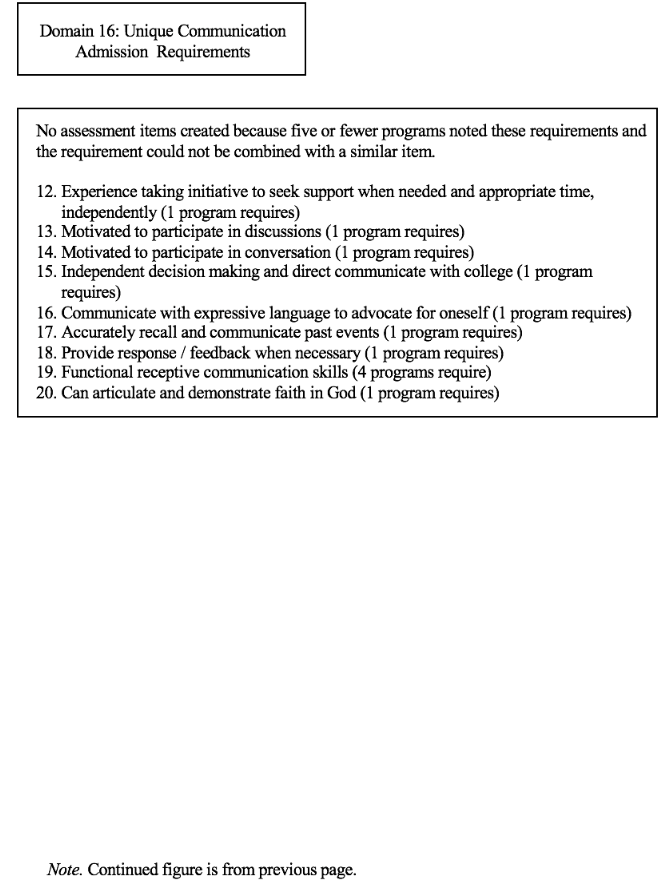 Domain 16: Unique Communication
Admission Requirements
No assessment items created because five or fewer programs noted these requirements and
the requirement could not be combined with a similar item.
12. Experience taking initiative to seek support when needed and appropriate time,
independently (1 program requires)
13. Motivated to participate in discussions (1 program requires)
14. Motivated to participate in conversation (1 program requires)
15. Independent decision making and direct communicate with college (1 program
requires)
16. Communicate with expressive language to advocate for oneself (1 program requires)
17. Accurately recall and communicate past events (1 program requires)
18. Provide response / feedback when necessary (1 program requires)
19. Functional receptive communication skills (4 programs require)
20. Can articulate and demonstrate faith in God (1 program requires)
Note. Continued figure is from previous page.